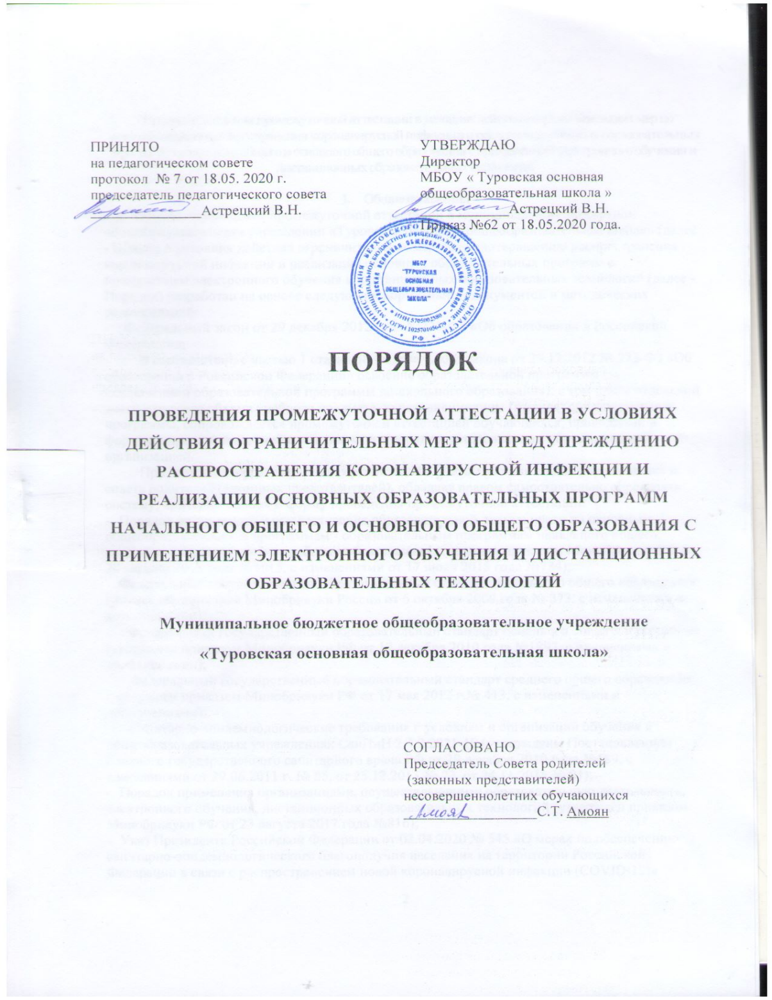 ПРИНЯТО
на педагогическом совете
протокол № 7 от 18.05. 2020 г.
председатель педагогического совета
Астрецкий В.Н.
УТВЕРЖДАЮ
Директор
МБОУ « Туровская основная
общеобразовательная школа »
Астрецкий В.Н.
Приказ №62 от 18.05.2020 года.
МБОУ
"ТУРОВСКАЯ
ОСНОВНАЯ
ОБЩЕОБРАЗОВАТЕЛЬНАЯ
ШКОЛА"
ПОРЯДОК
ПРОВЕДЕНИЯ ПРОМЕЖУТОЧНОЙ АТТЕСТАЦИИ В УСЛОВИЯХ
ДЕЙСТВИЯ ОГРАНИЧИТЕЛЬНЫХ МЕР ПО ПРЕДУПРЕЖДЕНИЮ
РАСПРОСТРАНЕНИЯ КОРОНАВИРУСНОЙ ИНФЕКЦИИ И
РЕАЛИЗАЦИИ ОСНОВНЫХ ОБРАЗОВАТЕЛЬНЫХ ПРОГРАММ
НАЧАЛЬНОГО ОБЩЕГО И ОСНОВНОГО ОБЩЕГО ОБРАЗОВАНИЯ С
ПРИМЕНЕНИЕМ ЭЛЕКТРОННОГО ОБУЧЕНИЯ И ДИСТАНЦИОННЫХ
ОБРАЗОВАТЕЛЬНЫХ ТЕХНОЛОГИЙ
Муниципальное бюджетное общеобразовательное учреждение
«Туровская основная общеобразовательная школа»
СОГЛАСОВАНО
Председатель Совета родителей
(законных представителей)
несовершеннолетних обучающихся
Амоян С.Т. Амоян